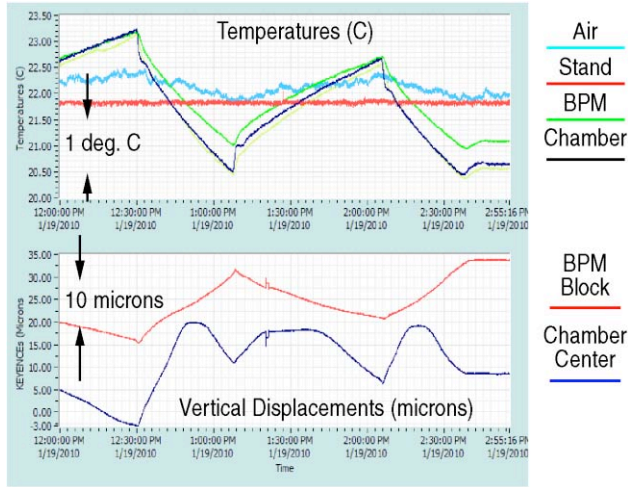 Temperatures (C)
Temperatures (C)
23.50
23.00
22.50
22.00
21.50
21.00
20.50
20.00
1 deg. C
12:00:00 PM 12:30:00 PM 1:00:00 PM 1:30:00 PM 2:00:00 PM 2:30:00 PM 2:55:16 PM
1/19/2010 1/19/2010 1/19/2010 1/19/2010 1/19/2010 1/19/2010 1/19/2010
Air
Stand
BPM
Chamber
KEYENCEs (Microns
35.00
30.00
25.00
20.00
15.00
10.00
5.00
0.00
-3.00
10 microns
Vertical Displacements (microns)
12:00:00 PM 12:30:00 PM 1:00:00 PM 1:30:00 PM 2:00:00 PM 2:30:00 PM 2:55:16 PM
1/19/2010 1/19/2010 1/19/2010 1/19/2010 1/19/2010 1/19/2010 1/19/2010
Time
BPM
Block
Chamber
Center